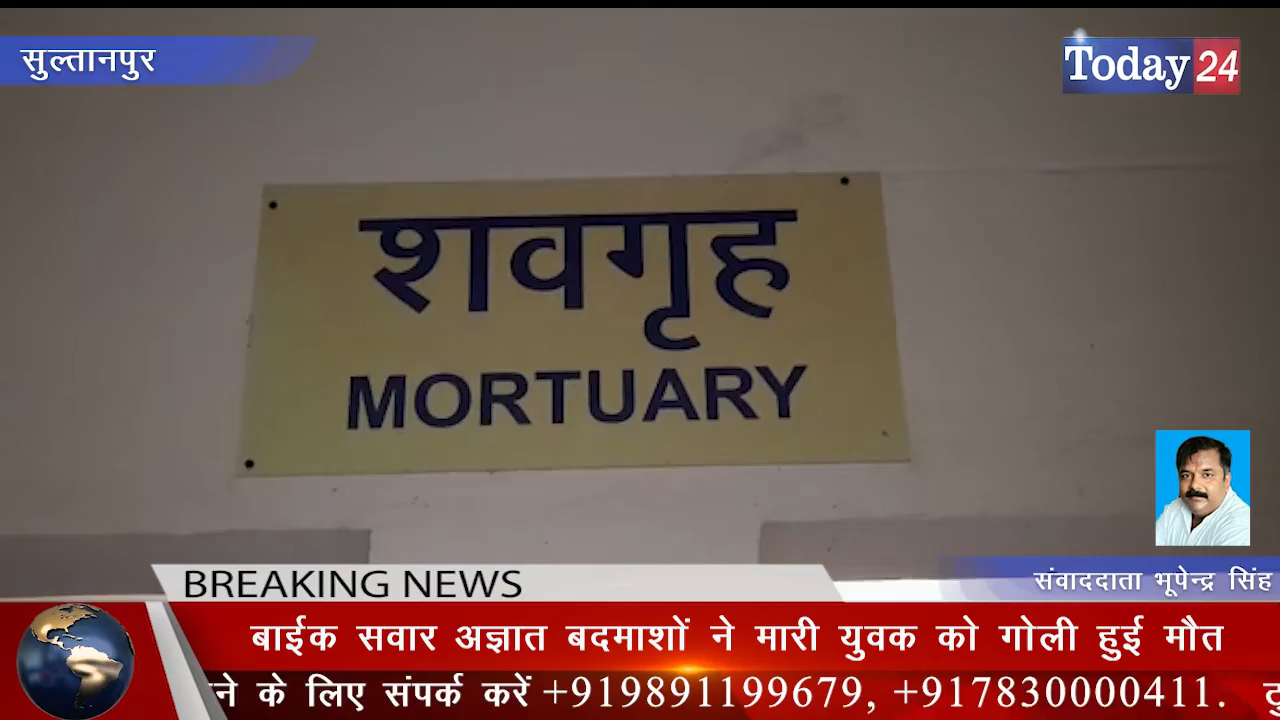 सुल्तानपुर
Today 24
शवगृह
MORTUARY
संवाददाता भूपेन्द्र सिंह
BREAKING NEWS
बाईक सवार अज्ञात बदमाशों ने मारी युवक को गोली हुई मौत
के लिए संपर्क करें +919891199679, +917830000411.